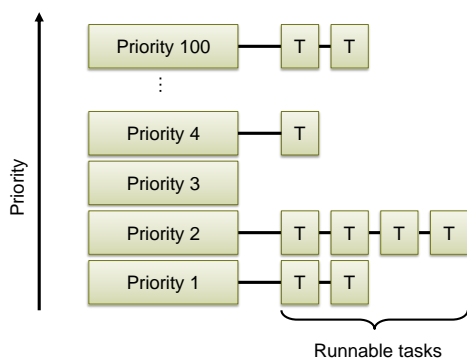 Priority 100 T T
⋮
Priority 4 T
Priority 3
Priority 2 T T T T
Priority 1 T T
Priority
Runnable tasks